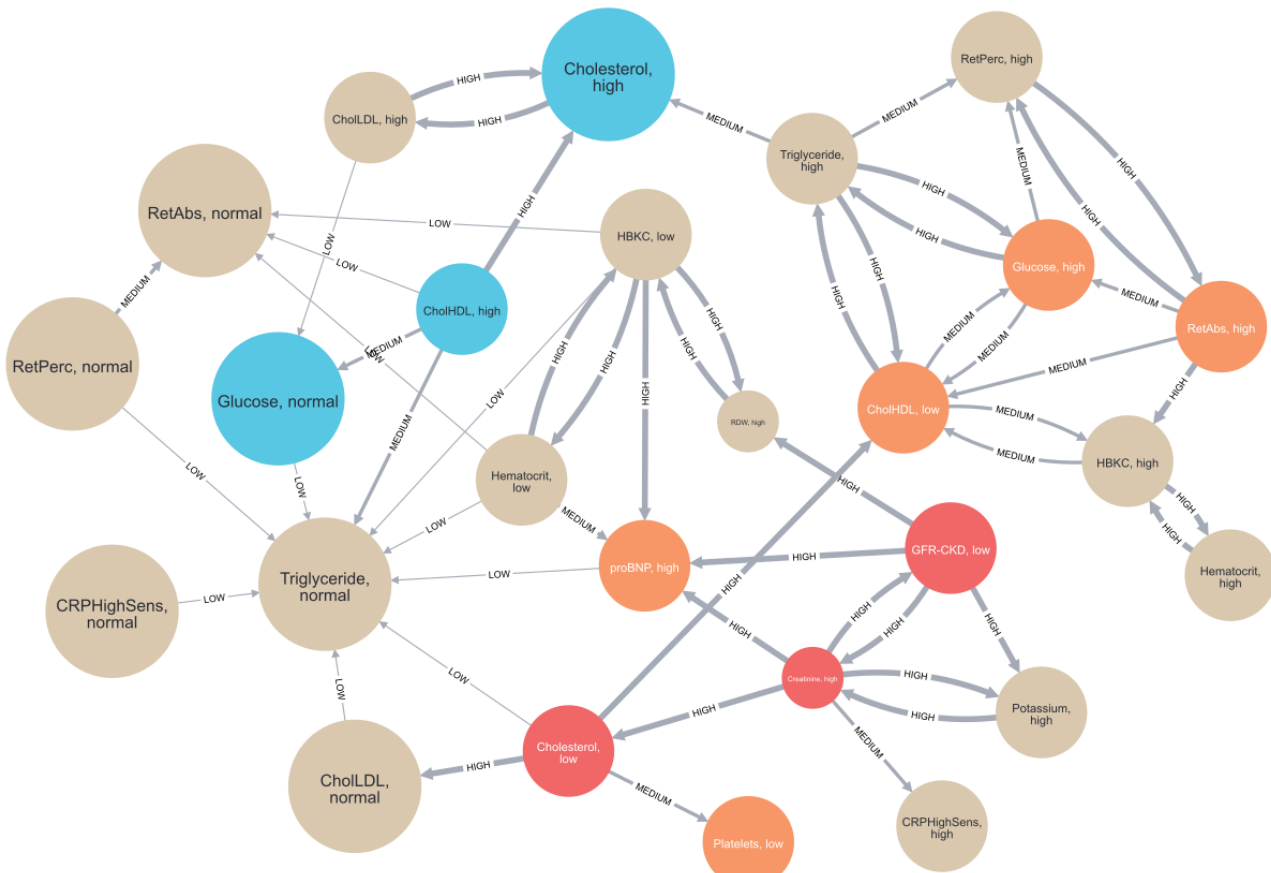 Cholesterol,
high
RetPerc, high
CholLDL, high
HIGH
HIGH
MEDIUM
MEDIUM
Triglyceride,
high
HIGH
MEDIUM
HIGH
HIGH
RetAbs, normal
HIGH
HIGH
LOW
HBKC, low
LOW
LOW
HIGH
HIGH
Glucose, high
MEDIUM
CholHDL, high
MEDIUM
RetAbs, high
HIGH
MEDIUM
MEDIUM
MEDIUM
RetPerc, normal
MEDIUM
LOW
HIGH
HIGH
HIGH
HIGH
HIGH
MEDIUM
HIGH
Glucose, normal
LOW
MEDIUM
RDW, high
CholHDL, low
MEDIUM
MEDIUM
HBKC, high
LOW
LOW
Hematocrit,
low
HIGH
HIGH
HIGH
LOW
MEDIUM
HIGH
GFR-CKD, low
HIGH
Triglyceride,
normal
LOW
proBNP, high
Hematocrit,
high
CRPHighSens,
normal
LOW
HIGH
HIGH
HIGH
HIGH
LOW
Creatinine, high
HIGH
HIGH
Potassium,
high
LOW
HIGH
Cholesterol,
low
HIGH
MEDIUM
CholLDL,
normal
MEDIUM
Platelets, low
CRPHighSens,
high